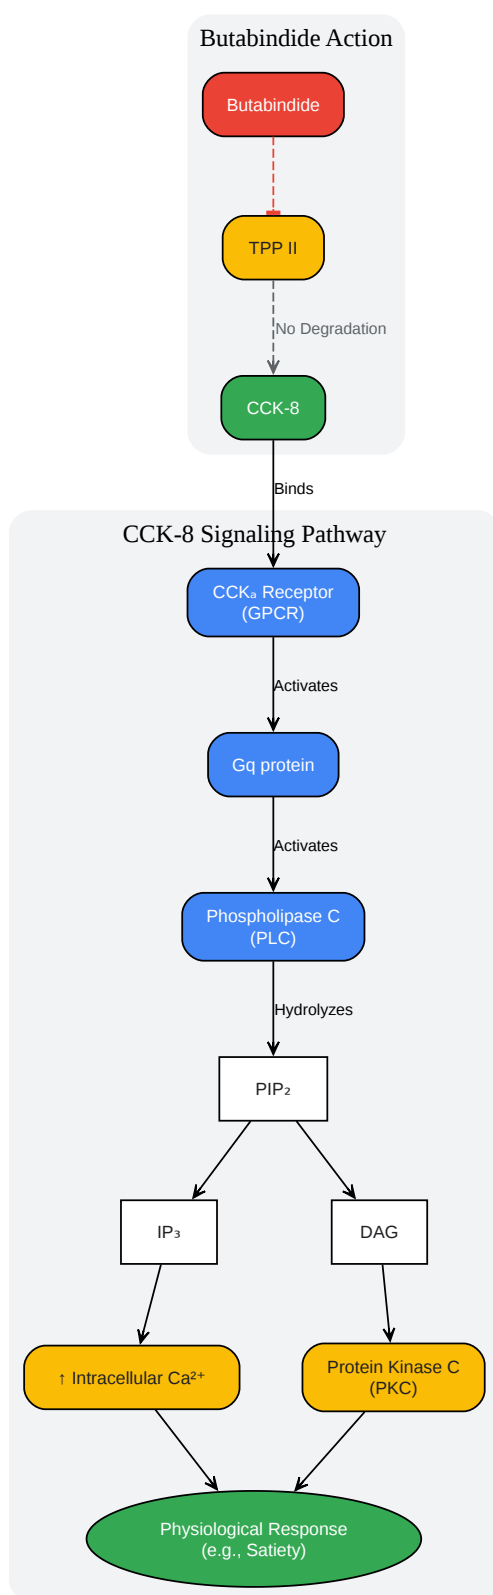 Butabindide Action
Butabindide
TPP II
No Degradation
CCK-8
Binds
CCK-8 Signaling Pathway
CCKₐ Receptor
(GPCR)
Activates
Gq protein
Activates
Phospholipase C
(PLC)
Hydrolyzes
PIP₂
IP₃
DAG
↑ Intracellular Ca²⁺
Protein Kinase C
(PKC)
Physiological Response
(e.g., Satiety)